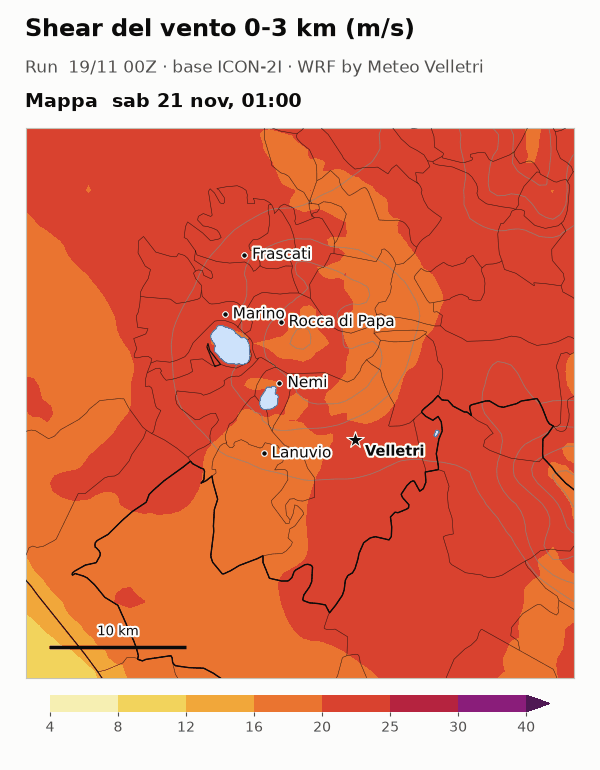 Shear del vento 0-3 km (m/s)
Run  19/11 00Z · base ICON-2I · WRF by Meteo Velletri
Mappa  sab 21 nov, 01:00
Frascati
Marino
Rocca di Papa
Nemi
Velletri
Lanuvio
10 km
4 8 12 16 20 25 30 40